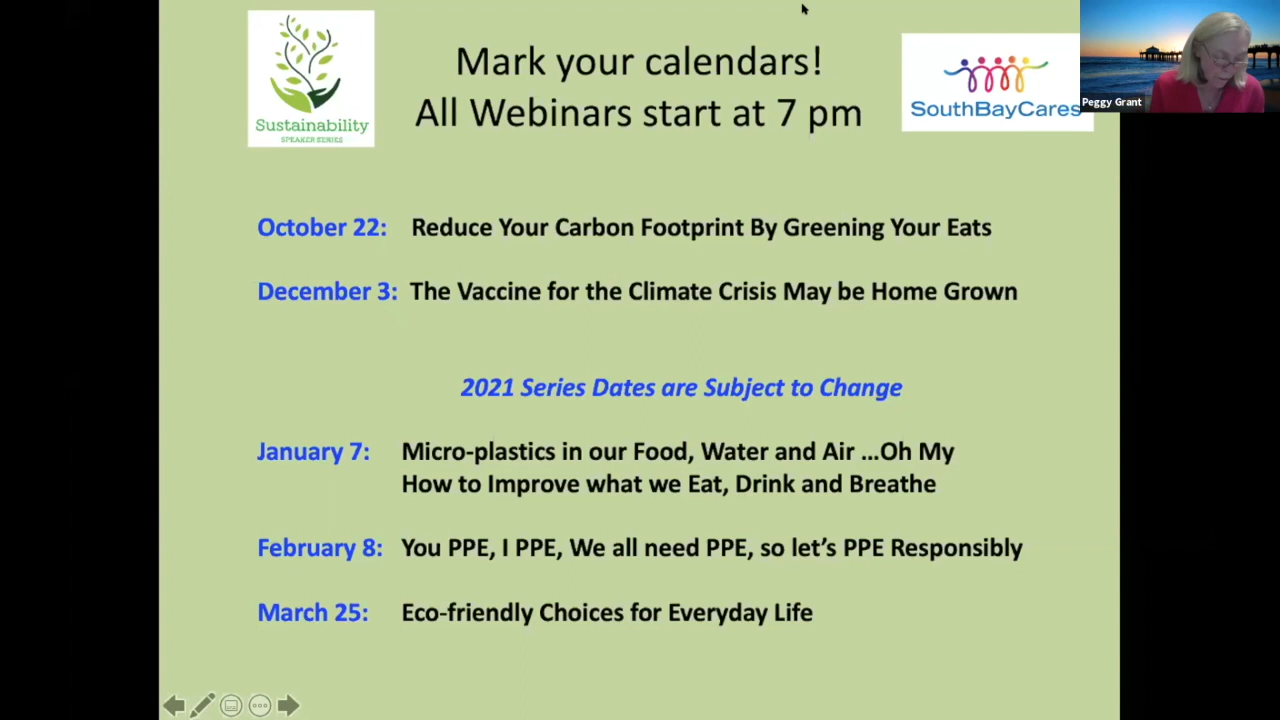 Sustainability
SPEAKER SERIES
Mark your calendars!
All Webinars start at 7 pm
SouthBayCares
Peggy Grant
October 22: Reduce Your Carbon Footprint By Greening Your Eats
December 3: The Vaccine for the Climate Crisis May be Home Grown
2021 Series Dates are Subject to Change
January 7: Micro-plastics in our Food, Water and Air ...Oh My
How to Improve what we Eat, Drink and Breathe
February 8: You PPE, I PPE, We all need PPE, so let’s PPE Responsibly
March 25: Eco-friendly Choices for Everyday Life